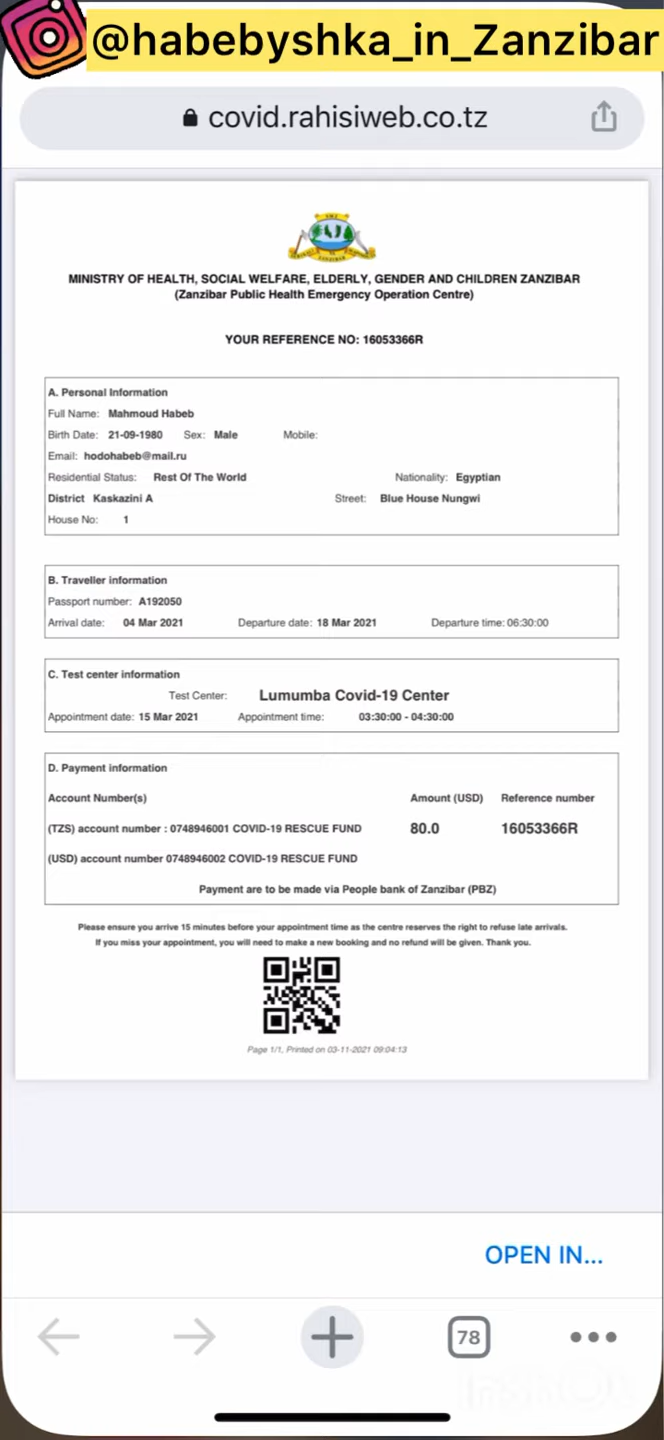 @habebyshka_in_Zanzibar
covid.rahisiweb.co.tz
MINISTRY OF HEALTH, SOCIAL WELFARE, ELDERLY, GENDER AND CHILDREN ZANZIBAR
(Zanzibar Public Health Emergency Operation Centre)
YOUR REFERENCE NO: 16053366R
A. Personal Information
Full Name: Mahmoud Habeb
Birth Date: 21-09-1980 Sex: Male Mobile:
Email: hodohabeb@mail.ru
Residential Status: Rest Of The World Nationality: Egyptian
District Kaskazini A Street: Blue House Nungwi
House No: 1
B. Traveller information
Passport number: A192050
Arrival date: 04 Mar 2021 Departure date: 18 Mar 2021 Departure time: 06:30:00
C. Test center information
Test Center: Lumumba Covid-19 Center
Appointment date: 15 Mar 2021 Appointment time: 03:30:00 - 04:30:00
D. Payment information
Account Number(s) Amount (USD) Reference number
(TZS) account number : 0748946001 COVID-19 RESCUE FUND 80.0 16053366R
(USD) account number 0748946002 COVID-19 RESCUE FUND
Payment are to be made via People bank of Zanzibar (PBZ)
Please ensure you arrive 15 minutes before your appointment time as the centre reserves the right to refuse late arrivals.
If you miss your appointment, you will need to make a new booking and no refund will be given. Thank you.
Page 1/1, Printed on 03-11-2021 09:04:13
OPEN IN...
78